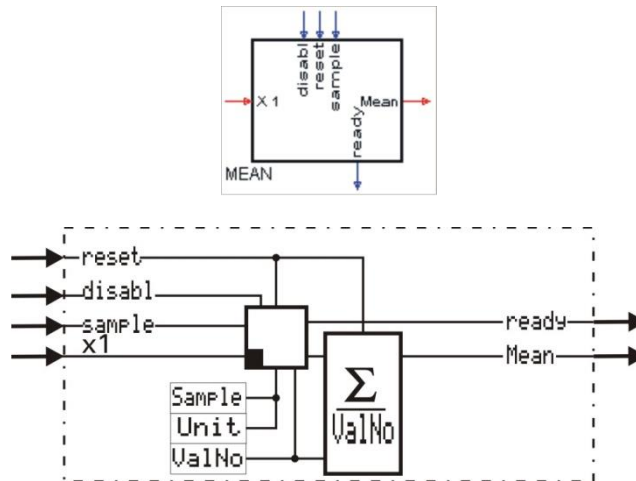 disabl
reset
sample
X 1
Mean
ready
MEAN
reset
disabl
sample
x1
ready
Mean
Sample
Unit
ValNo
Σ
ValNo